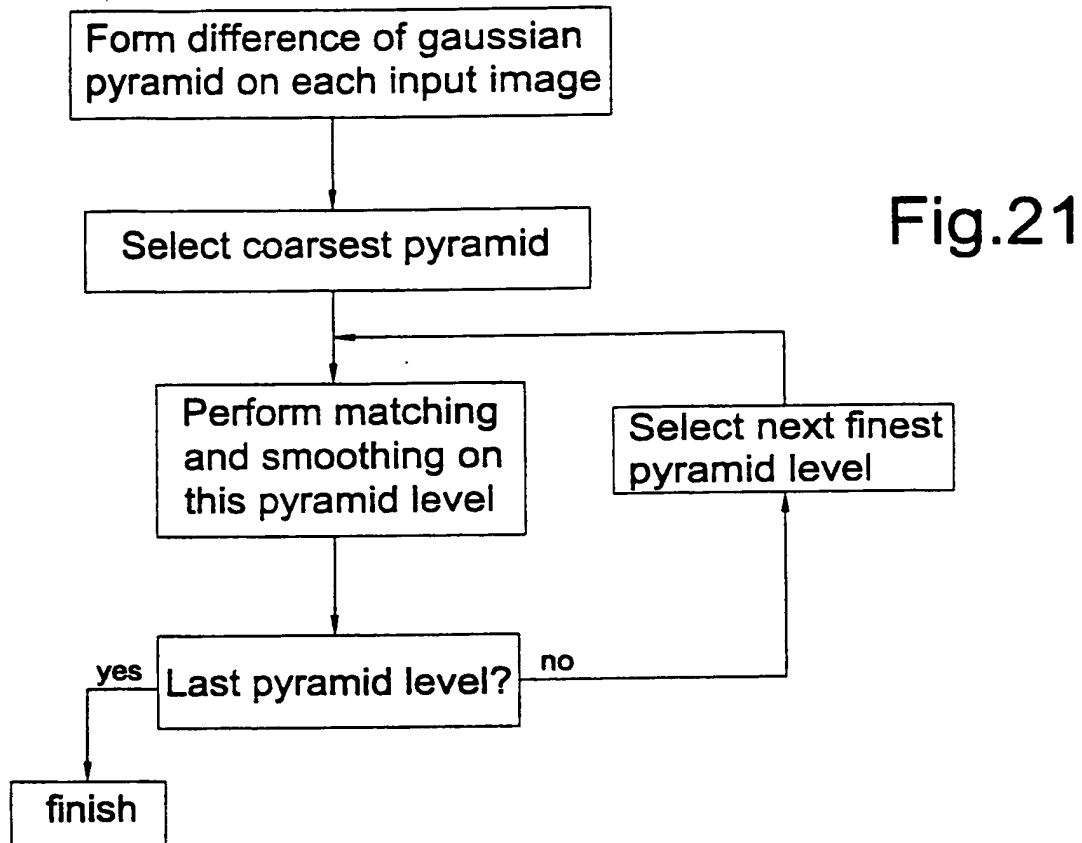 Form difference of gaussian
pyramid on each input image
Select coarsest pyramid
Fig.21
Perform matching
and smoothing on
this pyramid level
Select next finest
pyramid level
yes
Last pyramid level?
no
finish